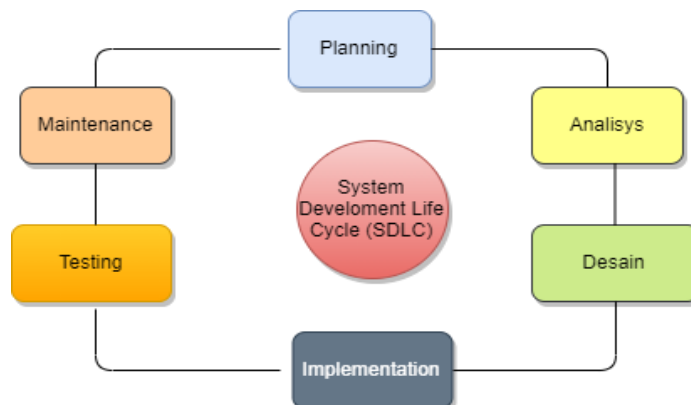 Planning
Maintenance
Analisys
System
Develoment Life
Cycle (SDLC)
Testing
Desain
Implementation